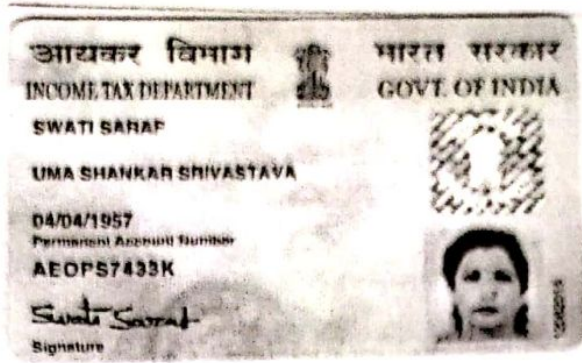 आयकर विभाग
भारत सरकार
INCOME TAX DEPARTMENT
GOVT. OF INDIA
SWATI SARAF
UMA SHANKAR SRIVASTAVA
04/04/1957
Permanent Account Number
AEOPS7433K
Swati Saraf
Signature